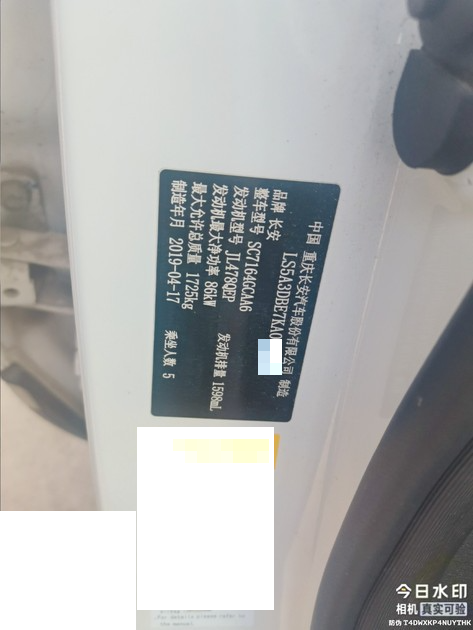 中国 重庆长安汽车股份有限公司 制造
LS5A3DBE7KA0
品牌 长安
整车型号 SC7164GCAA6
发动机型号 JL478QEP 发动机排量 1598mL
发动机最大净功率 86kW
最大允许总质量 1725kg
制造年月 2019-04-17 乘坐人数 5
the manual
今日水印
相机 真实可验
防伪 T4DWXKP4NUYTHK